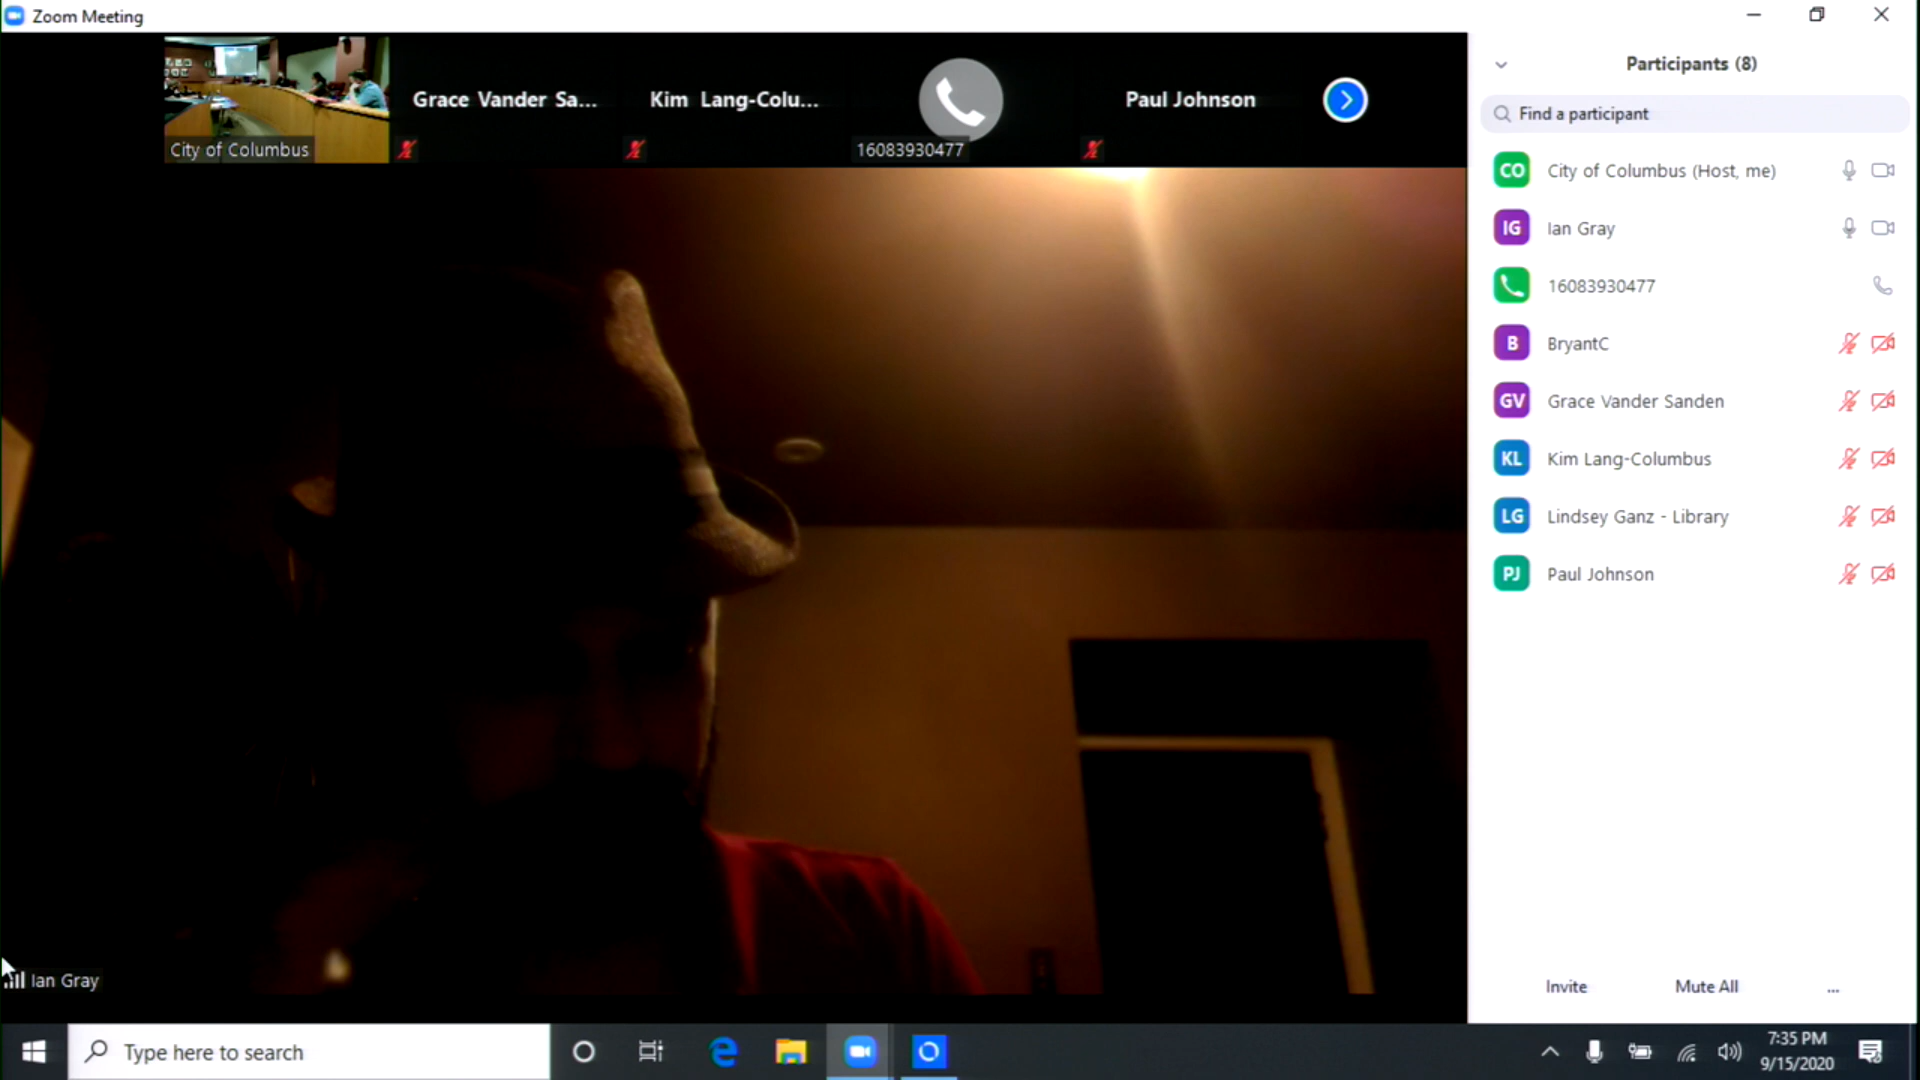 Zoom Meeting
City of Columbus
Grace Vander Sa...
Kim Lang-Colu...
16083930477
Paul Johnson
Ian Gray
Participants (8)
Find a participant
CO City of Columbus (Host, me)
IG Ian Gray
16083930477
B BryantC
GV Grace Vander Sanden
KL Kim Lang-Columbus
LG Lindsey Ganz - Library
PJ Paul Johnson
Invite Mute All ...
Type here to search
7:35 PM
9/15/2020